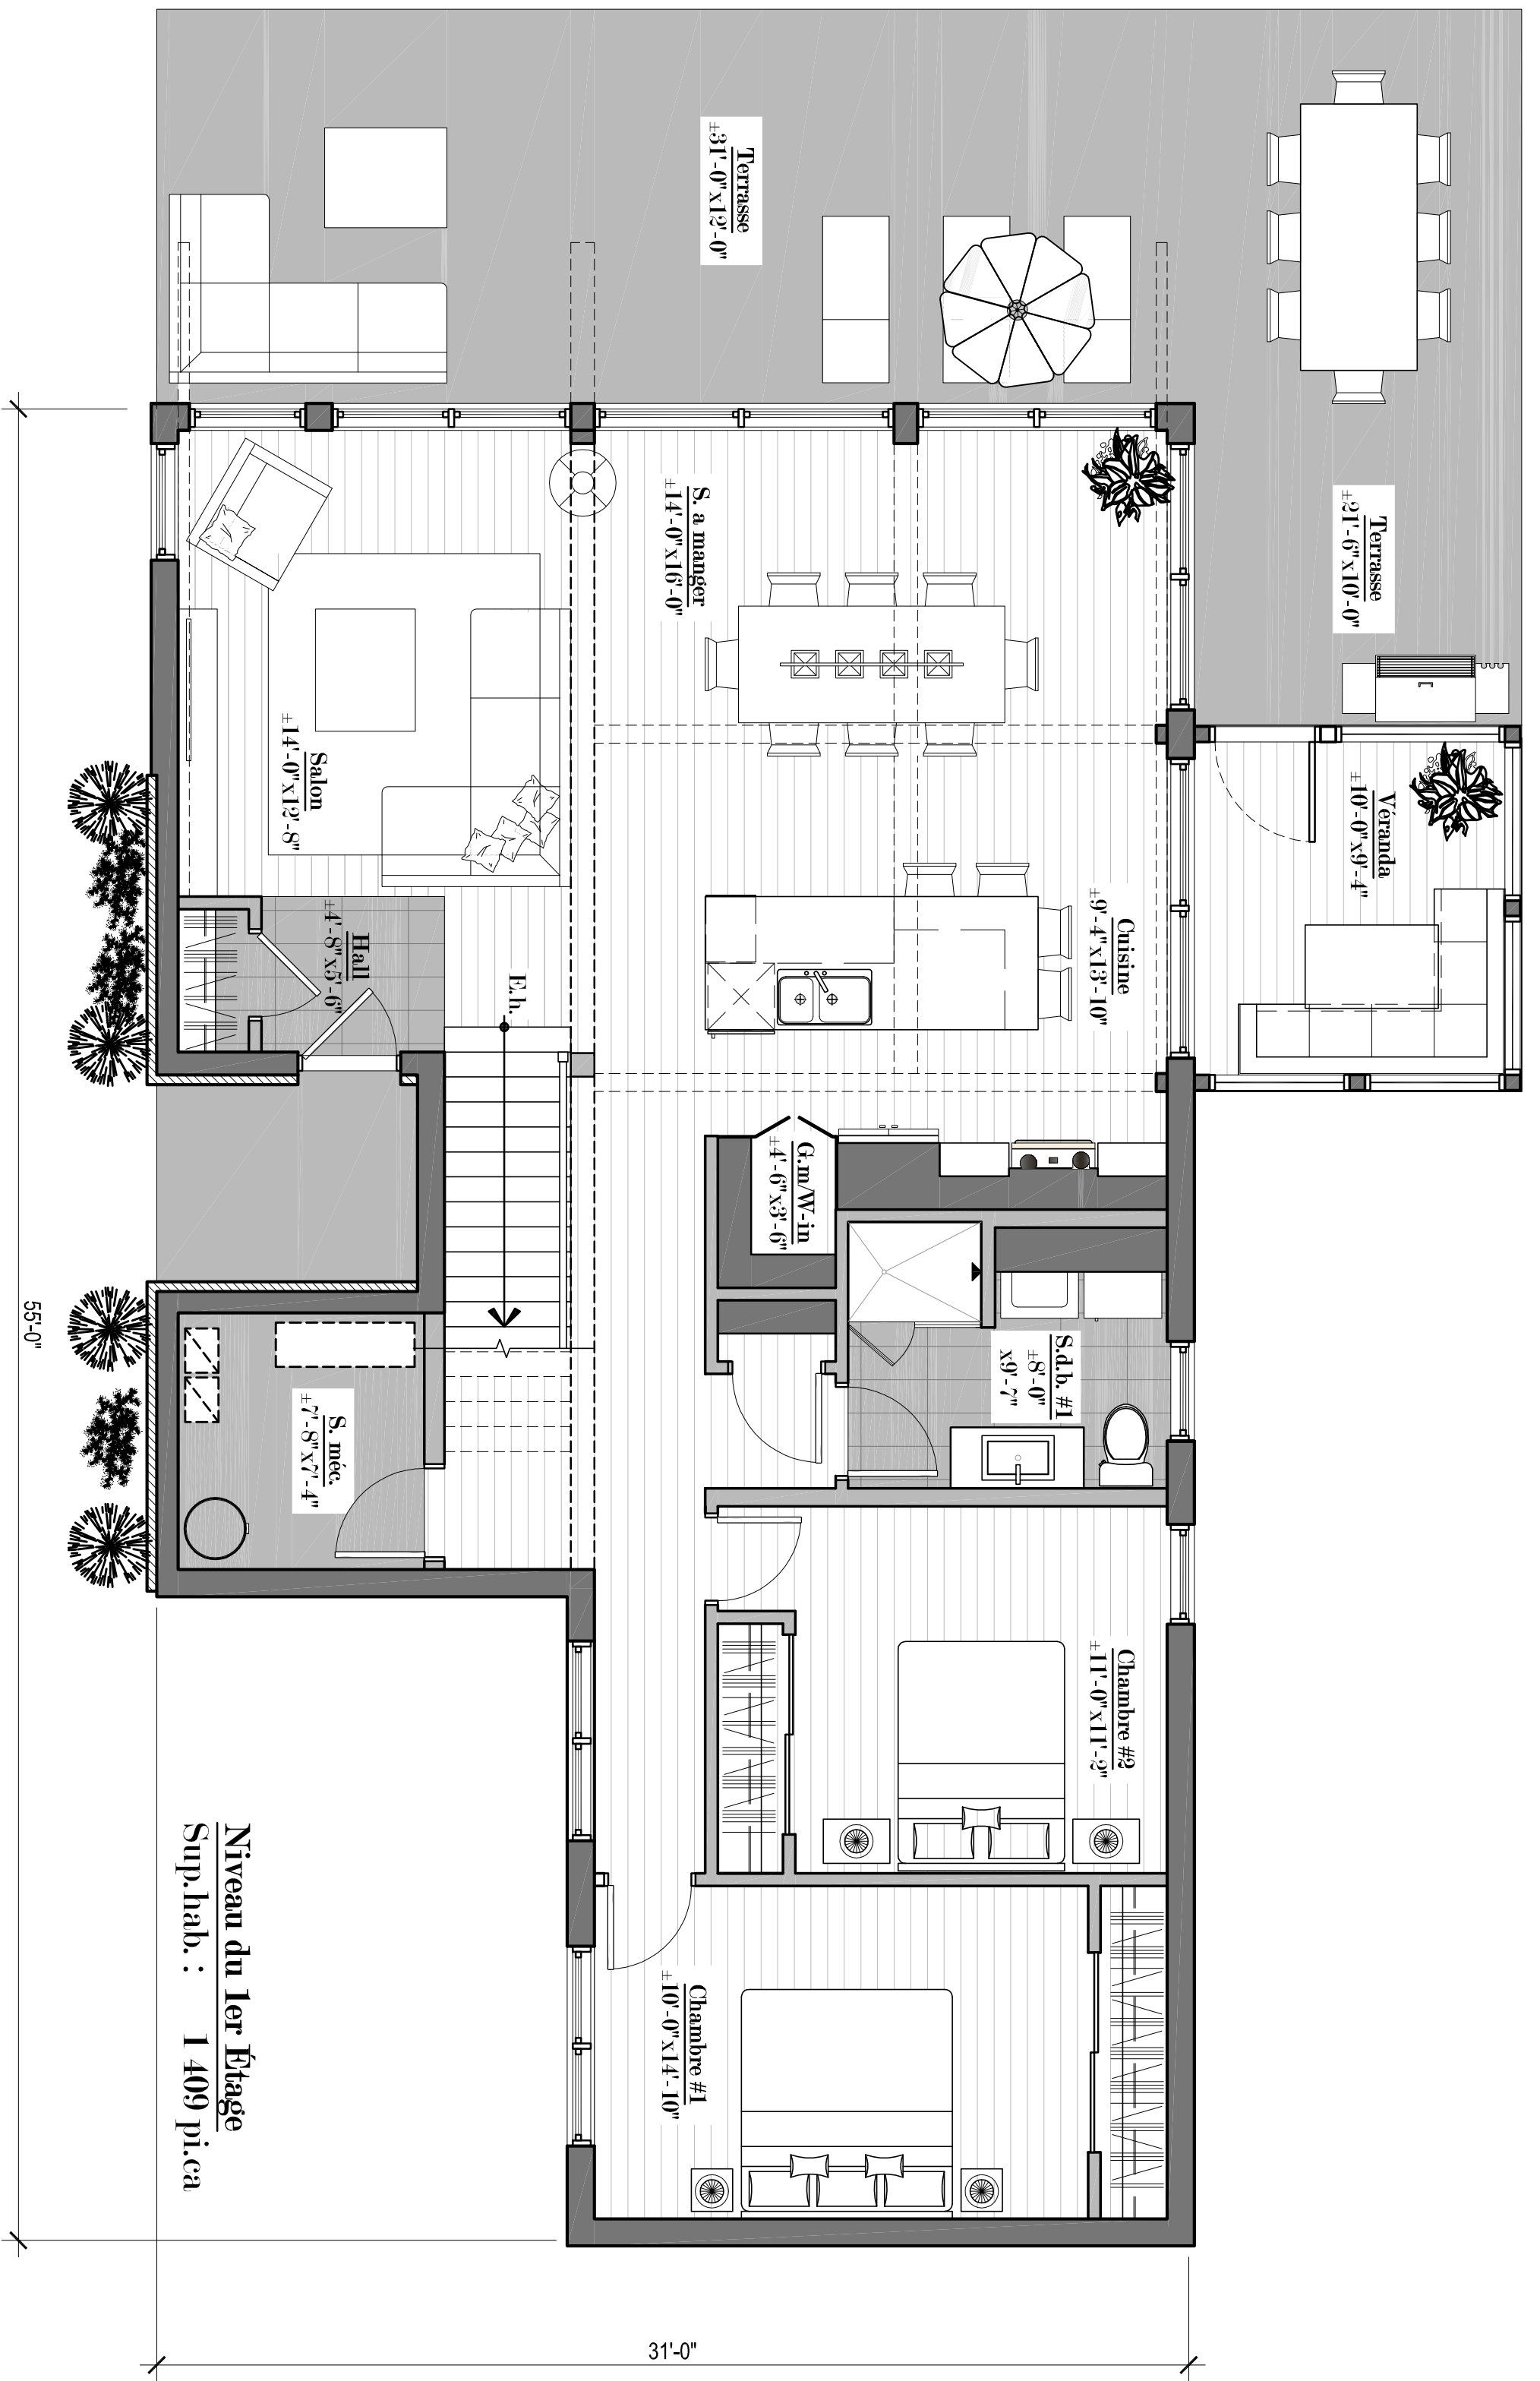 Terrasse
±31'-0"x12'-0"
Terrasse
±21'-6"x10'-0"
S. a manger
±14'-0"x16'-0"
Véranda
±10'-0"x9'-4"
Salon
±14'-0"x12'-8"
Cuisine
±9'-4"x13'-10"
Hall
±4'-8"x5'-6"
E.h.
G.m/W-in
±4'-6"x3'-6"
S.d.b. #1
±8'-0"
x9'-7"
S. méc.
±7'-8"x7'-4"
Chambre #2
±11'-0"x11'-2"
Chambre #1
±10'-0"x14'-10"
Niveau du 1er Étage
Sup.hab. : 1 409 pi.ca
55'-0"
31'-0"